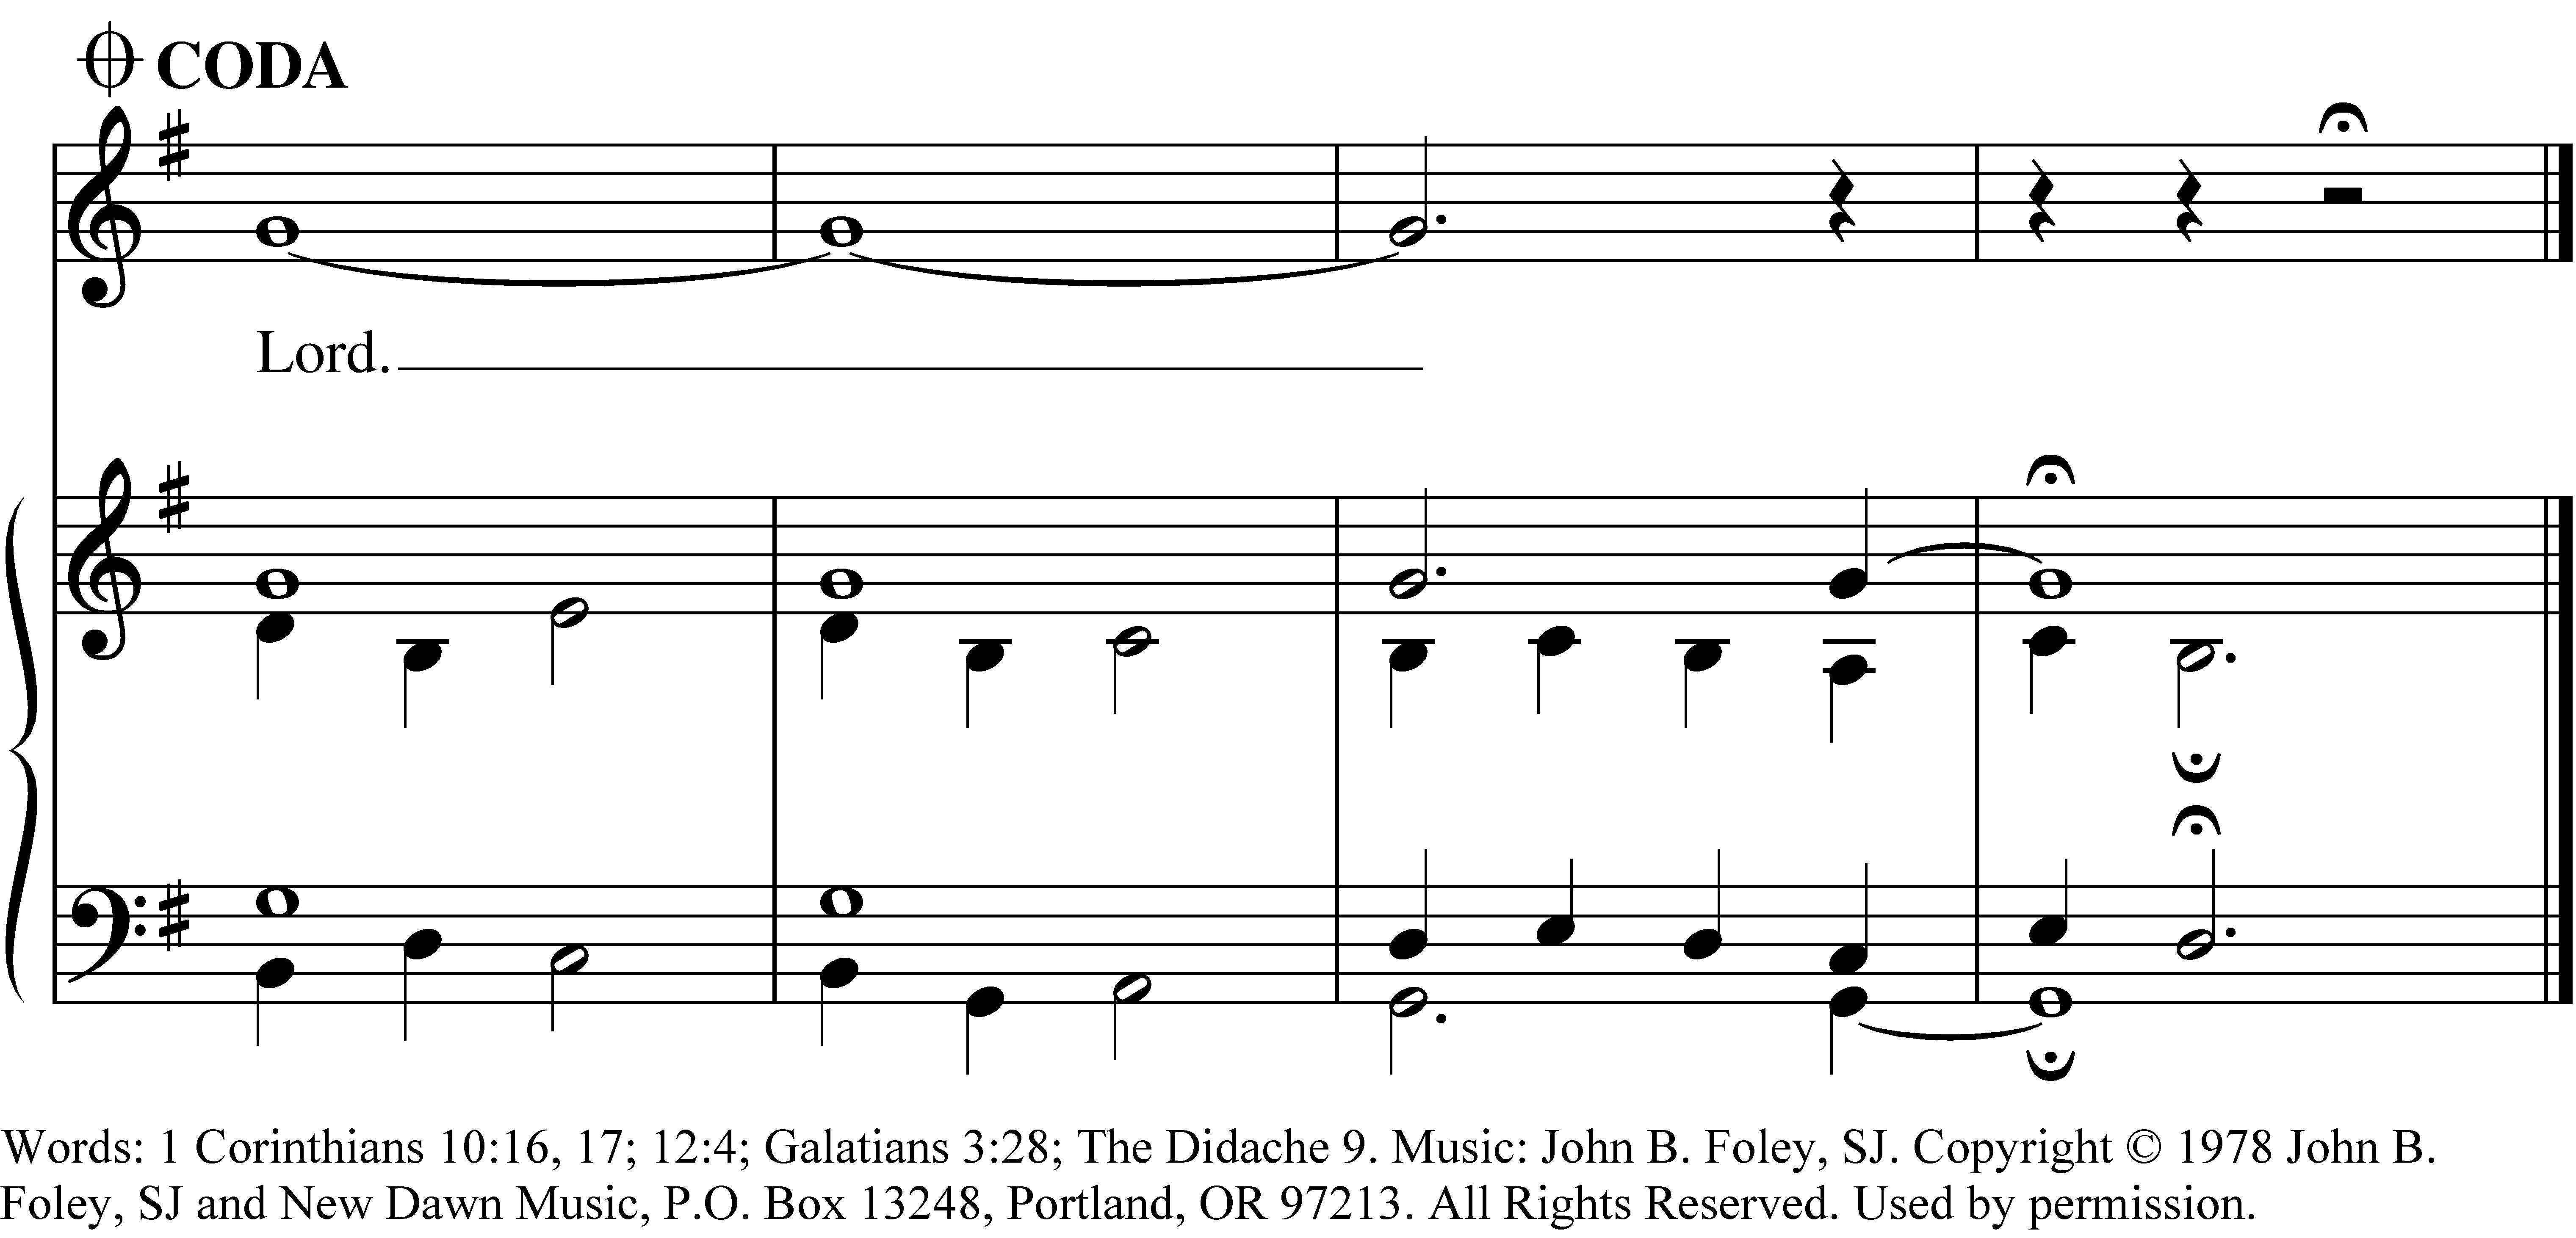 CODA
Lord.
Words: 1 Corinthians 10:16, 17; 12:4; Galatians 3:28; The Didache 9. Music: John B. Foley, SJ. Copyright © 1978 John B.
Foley, SJ and New Dawn Music, P.O. Box 13248, Portland, OR 97213. All Rights Reserved. Used by permission.